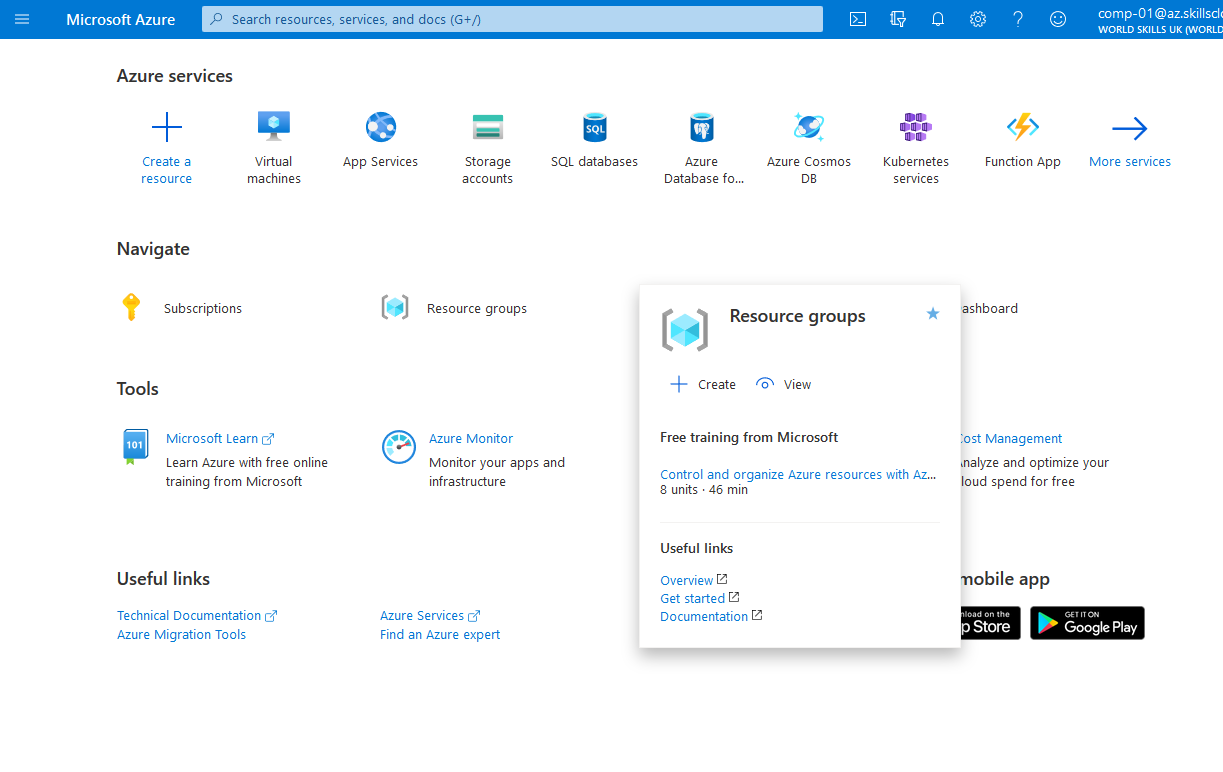 Microsoft Azure
Search resources, services, and docs (G+/)
comp-01@az.skillsclo
WORLD SKILLS UK (WORLD
Azure services
Create a
resource
Virtual
machines
App Services
Storage
accounts
SQL
SQL databases
Azure
Database fo...
Azure Cosmos
DB
Kubernetes
services
Function App
More services
Navigate
Subscriptions
Resource groups
ashboard
Resource groups
Create
View
Free training from Microsoft
Control and organize Azure resources with Az...
8 units · 46 min
Useful links
Overview
Get started
Documentation
Tools
101
Microsoft Learn
Learn Azure with free online
training from Microsoft
Azure Monitor
Monitor your apps and
infrastructure
Cost Management
Analyze and optimize your
loud spend for free
Useful links
Technical Documentation
Azure Migration Tools
Azure Services
Find an Azure expert
mobile app
nload on the
p Store
GET IT ON
Google Play